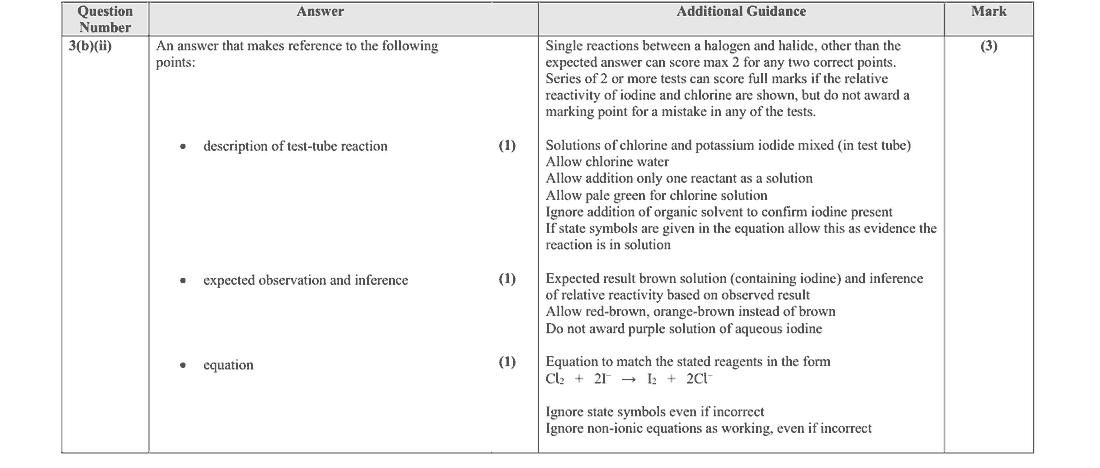 Question Number Answer Additional Guidance Mark
3(b)(ii) An answer that makes reference to the following points: (3)
Single reactions between a halogen and halide, other than the
expected answer can score max 2 for any two correct points.
Series of 2 or more tests can score full marks if the relative
reactivity of iodine and chlorine are shown, but do not award a
marking point for a mistake in any of the tests.
• description of test-tube reaction (1) Solutions of chlorine and potassium iodide mixed (in test tube)
Allow chlorine water
Allow addition only one reactant as a solution
Allow pale green for chlorine solution
Ignore addition of organic solvent to confirm iodine present
If state symbols are given in the equation allow this as evidence the
reaction is in solution
• expected observation and inference (1) Expected result brown solution (containing iodine) and inference
of relative reactivity based on observed result
Allow red-brown, orange-brown instead of brown
Do not award purple solution of aqueous iodine
• equation (1) Equation to match the stated reagents in the form
Cl₂ + 2I⁻ → I₂ + 2Cl⁻
Ignore state symbols even if incorrect
Ignore non-ionic equations as working, even if incorrect